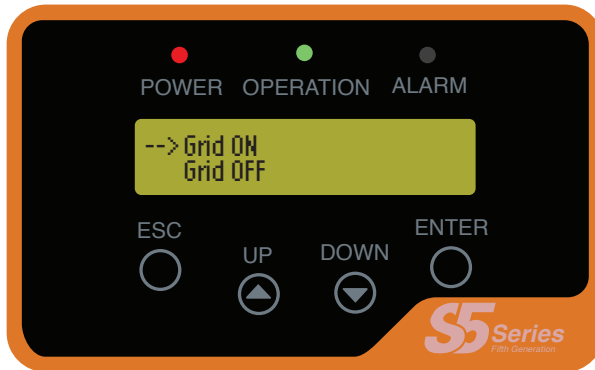 POWER OPERATION ALARM
--> Grid ON
Grid OFF
ESC UP DOWN ENTER
S5 Series
Fifth Generation